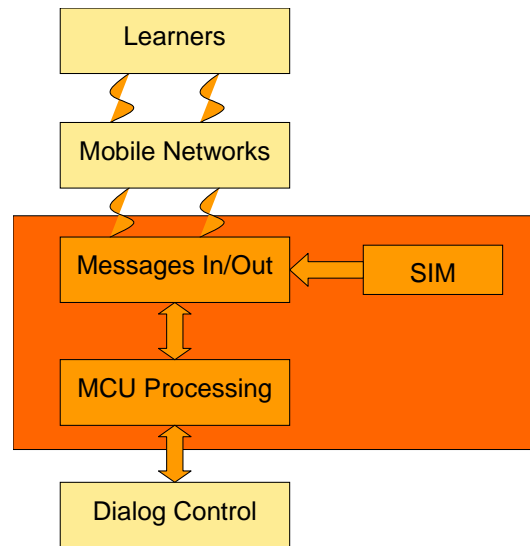 Learners
Mobile Networks
Messages In/Out
SIM
MCU Processing
Dialog Control